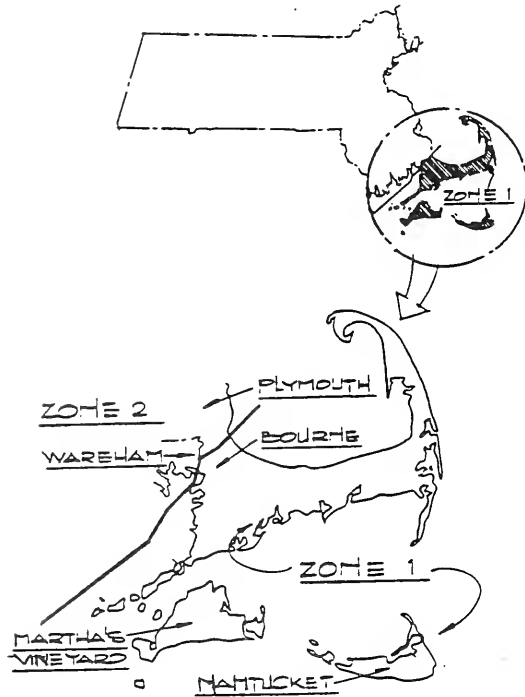 ZONE 1
PLYMOUTH
ZONE 2
BOURNE
WAREHAM
ZONE 1
MARTHA'S
VINEYARD
NANTUCKET